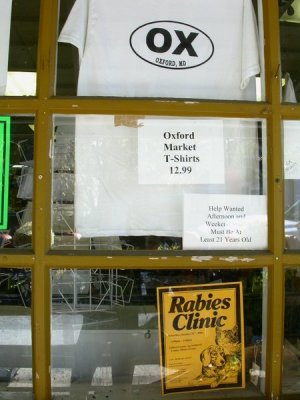 OX
OXFORD, MD
Oxford
Market
T-Shirts
12.99
Help Wanted
Afternoon and
Must Be At
Least 21 Years Old
Rabies
Clinic